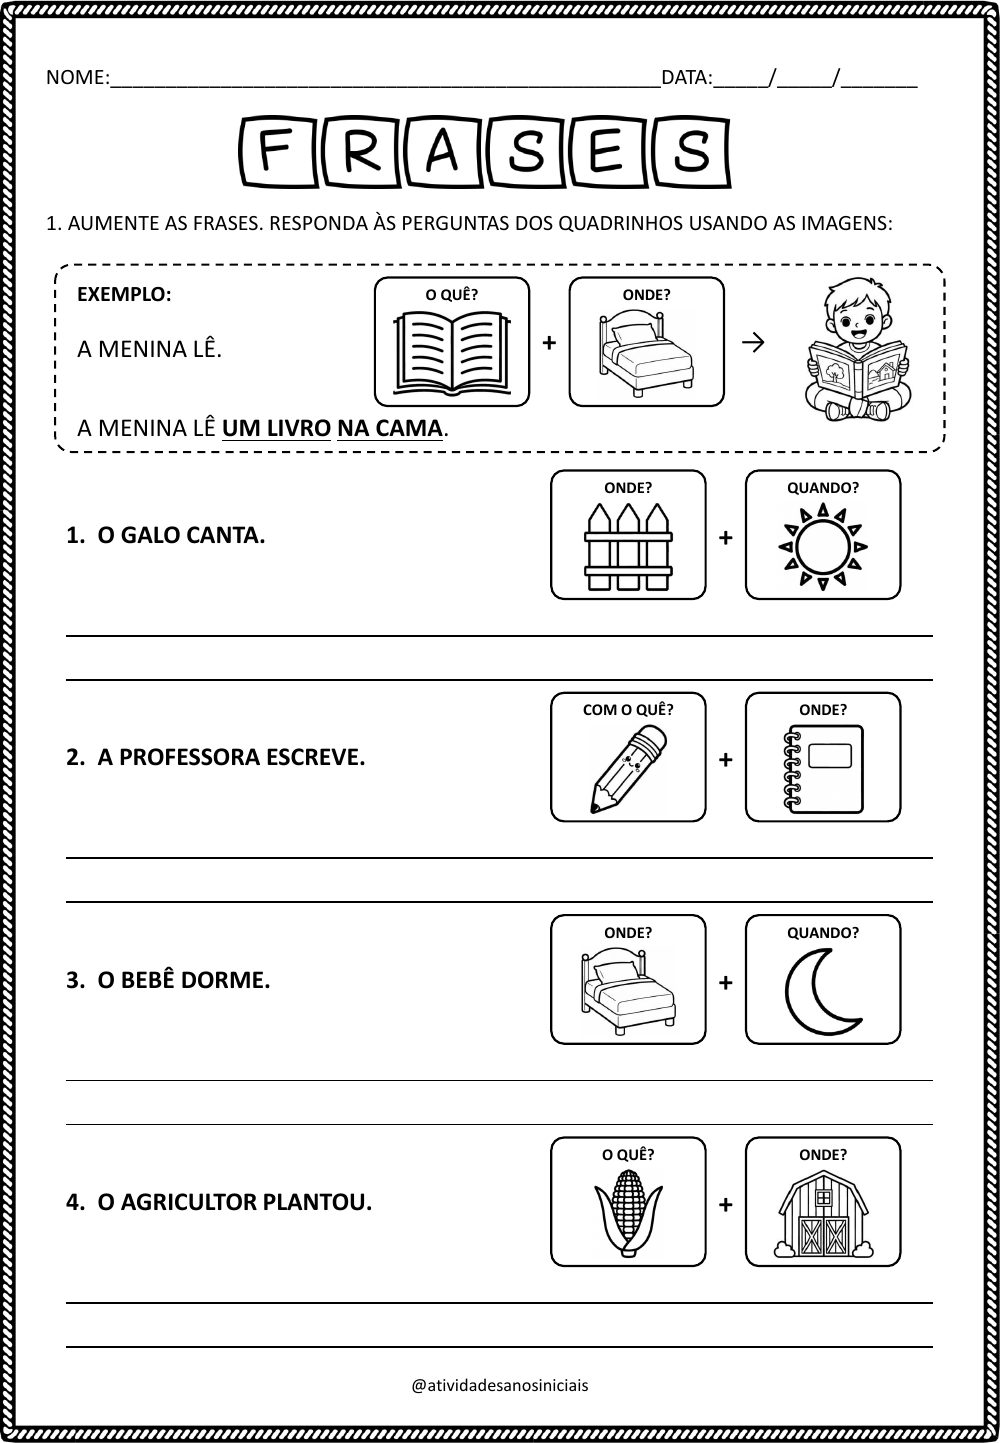 NOME:__________________________________________________DATA:_____/_____/_______
FRASES
1. AUMENTE AS FRASES. RESPONDA ÀS PERGUNTAS DOS QUADRINHOS USANDO AS IMAGENS:
EXEMPLO:
O QUÊ?
ONDE?
A MENINA LÊ.
+
→
A MENINA LÊ UM LIVRO NA CAMA.
ONDE?
QUANDO?
1. O GALO CANTA.
+
COM O QUÊ?
ONDE?
2. A PROFESSORA ESCREVE.
+
ONDE?
QUANDO?
3. O BEBÊ DORME.
+
O QUÊ?
ONDE?
4. O AGRICULTOR PLANTOU.
+
@atividadesanosiniciais